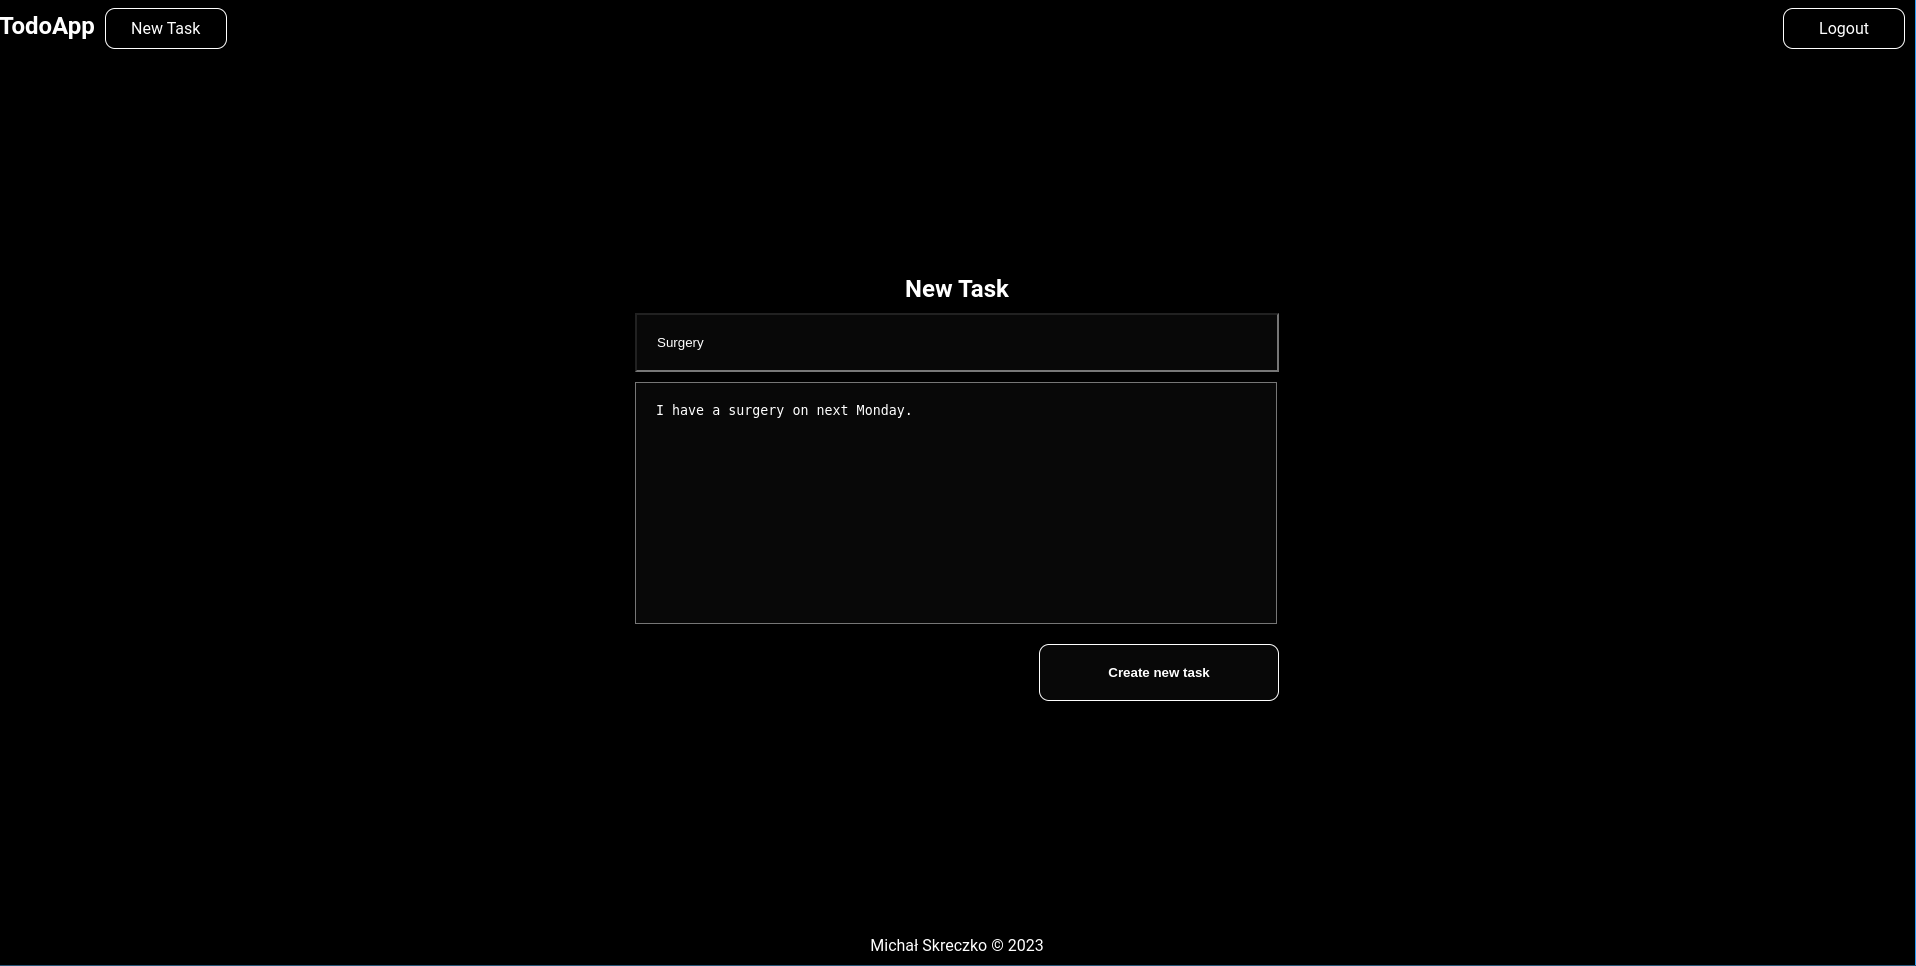 TodoApp
New Task
Logout
New Task
Surgery
I have a surgery on next Monday.
Create new task
Michał Skreczko © 2023